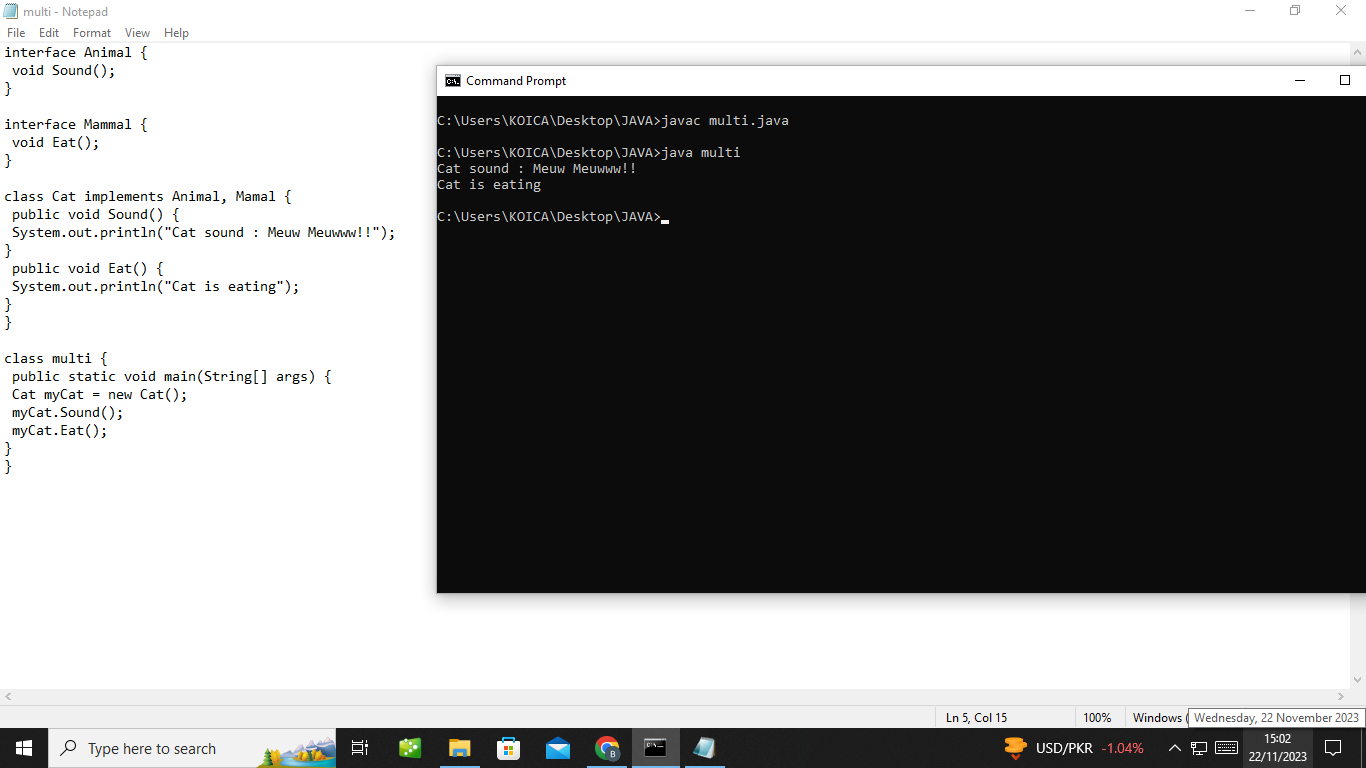 multi - Notepad
File Edit Format View Help
interface Animal {
 void Sound();
}

interface Mammal {
 void Eat();
}

class Cat implements Animal, Mamal {
 public void Sound() {
 System.out.println("Cat sound : Meuw Meuwww!!");
}
 public void Eat() {
 System.out.println("Cat is eating");
}
}

class multi {
 public static void main(String[] args) {
 Cat myCat = new Cat();
 myCat.Sound();
 myCat.Eat();
}
}
Command Prompt
C:\Users\KOICA\Desktop\JAVA>javac multi.java

C:\Users\KOICA\Desktop\JAVA>java multi
Cat sound : Meuw Meuwww!!
Cat is eating

C:\Users\KOICA\Desktop\JAVA>
Ln 5, Col 15 100% Windows (
Wednesday, 22 November 2023
Type here to search
USD/PKR -1.04%
15:02
22/11/2023